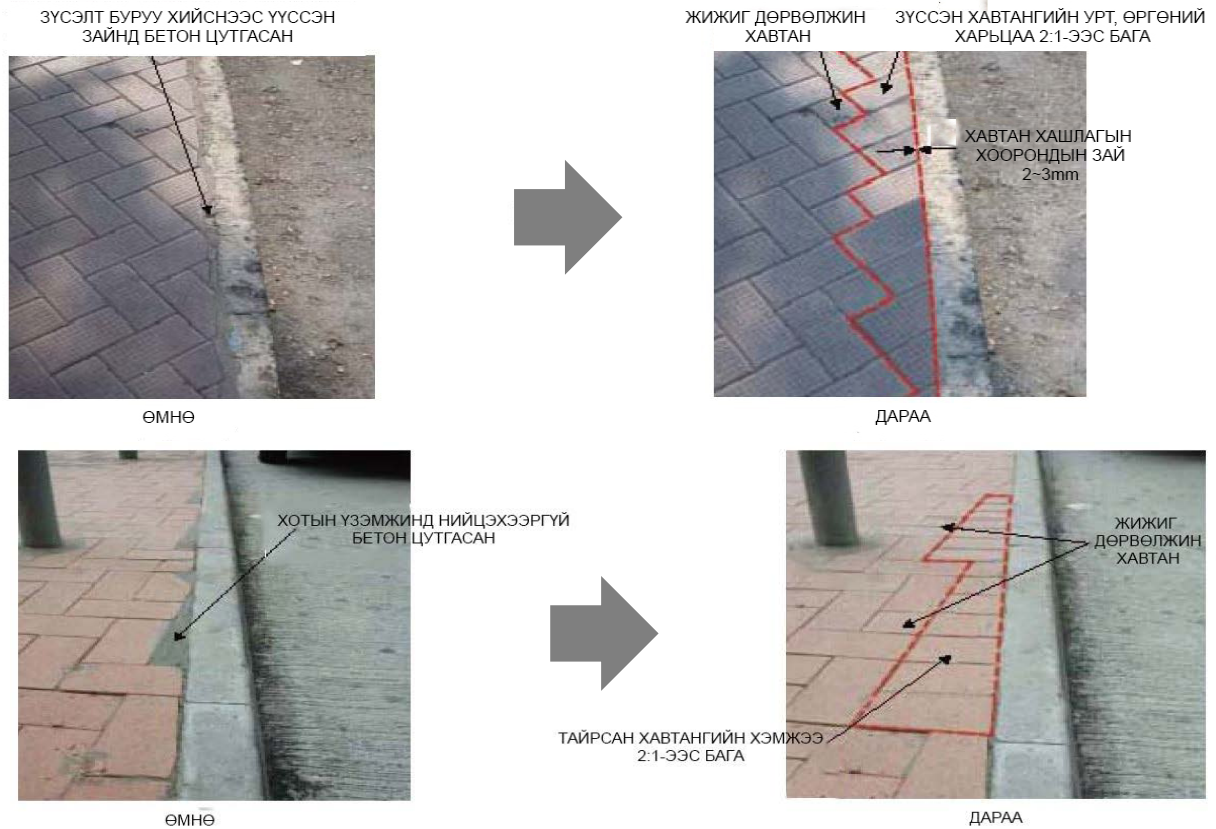 ЗҮСЭЛТ БУРУУ ХИЙСНЭЭС ҮҮССЭН
ЗАЙНД БЕТОН ЦУТГАСАН
ЖИЖИГ ДӨРВӨЛЖИН
ХАВТАН
ЗҮССЭН ХАВТАНГИЙН УРТ, ӨРГӨНИЙ
ХАРЬЦАА 2:1-ЭЭС БАГА
ХАВТАН ХАШЛАГЫН
ХООРОНДЫН ЗАЙ
2~3mm
ӨМНӨ
ДАРАА
ХОТЫН ҮЗЭМЖИНД НИЙЦЭХЭЭРГҮЙ
БЕТОН ЦУТГАСАН
ЖИЖИГ
ДӨРВӨЛЖИН
ХАВТАН
ТАЙРСАН ХАВТАНГИЙН ХЭМЖЭЭ
2:1-ЭЭС БАГА
ӨМНӨ
ДАРАА